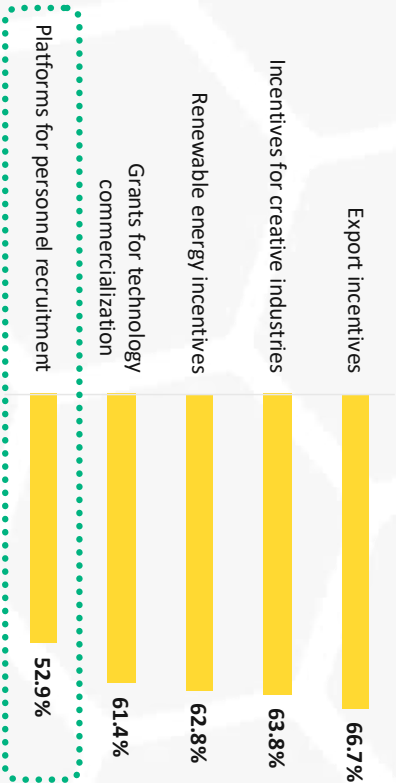 Export incentives
66.7%
Incentives for creative industries
63.8%
Renewable energy incentives
62.8%
Grants for technology
commercialization
61.4%
Platforms for personnel recruitment
52.9%